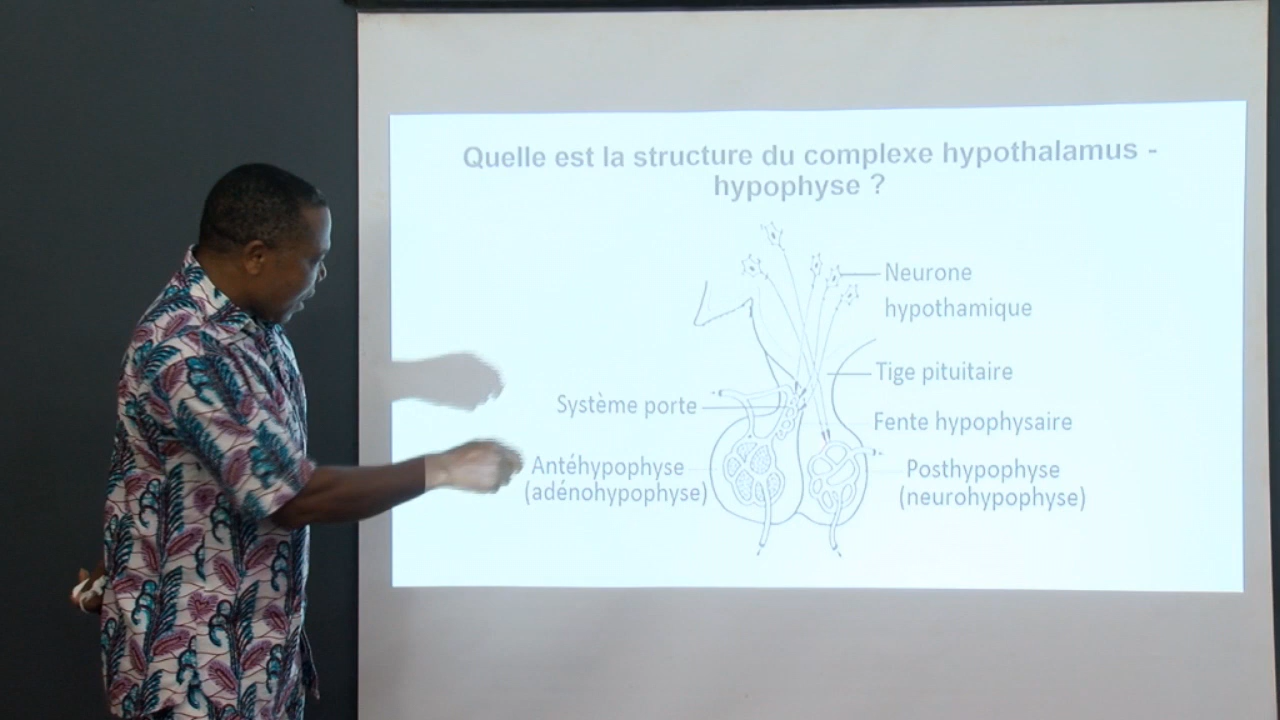 Quelle est la structure du complexe hypothalamus -
hypophyse ?
Neurone
hypothamique
Tige pituitaire
Système porte
Fente hypophysaire
Antéhypophyse
(adénohypophyse)
Posthypophyse
(neurohypophyse)